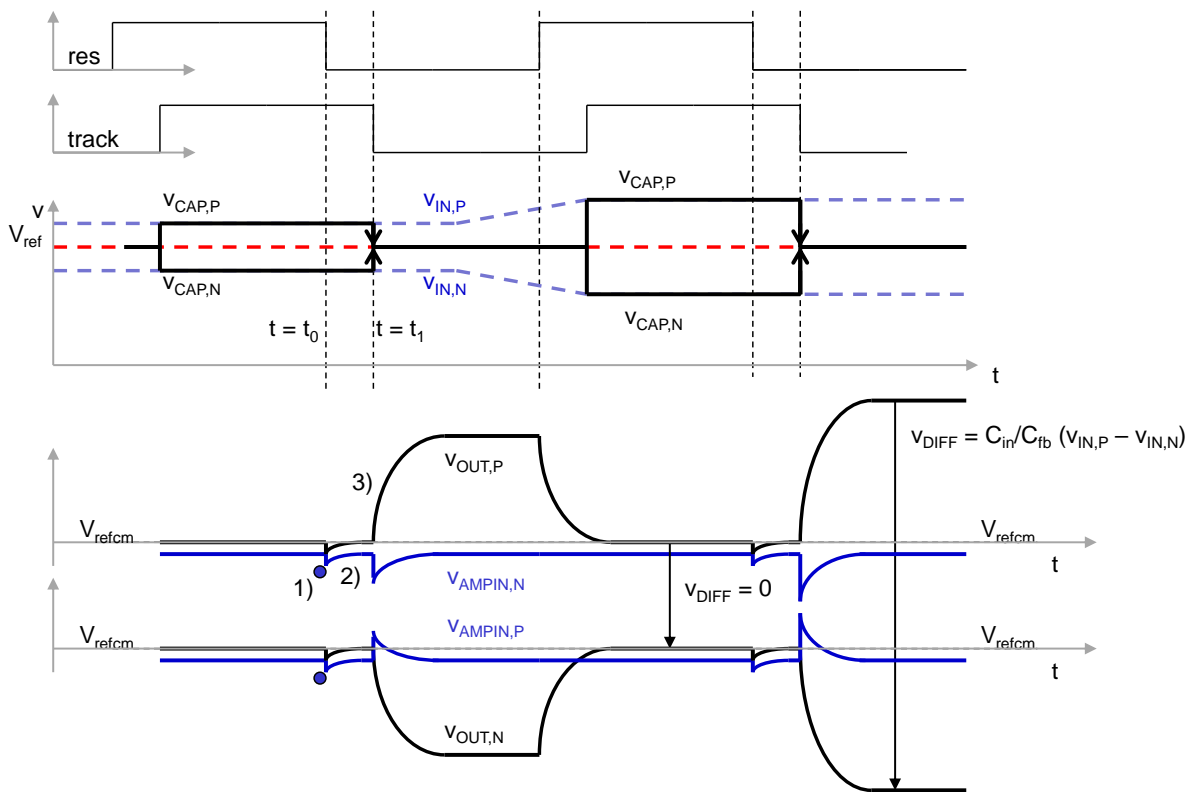 res
track
v
V_ref
v_CAP,P
v_IN,P
v_CAP,P
v_CAP,N
v_IN,N
v_CAP,N
t = t_0
t = t_1
t
v_DIFF = C_in/C_fb (v_IN,P – v_IN,N)
3)
v_OUT,P
V_refcm
V_refcm
t
1)
2)
v_AMPIN,N
v_DIFF = 0
v_AMPIN,P
V_refcm
V_refcm
t
v_OUT,N